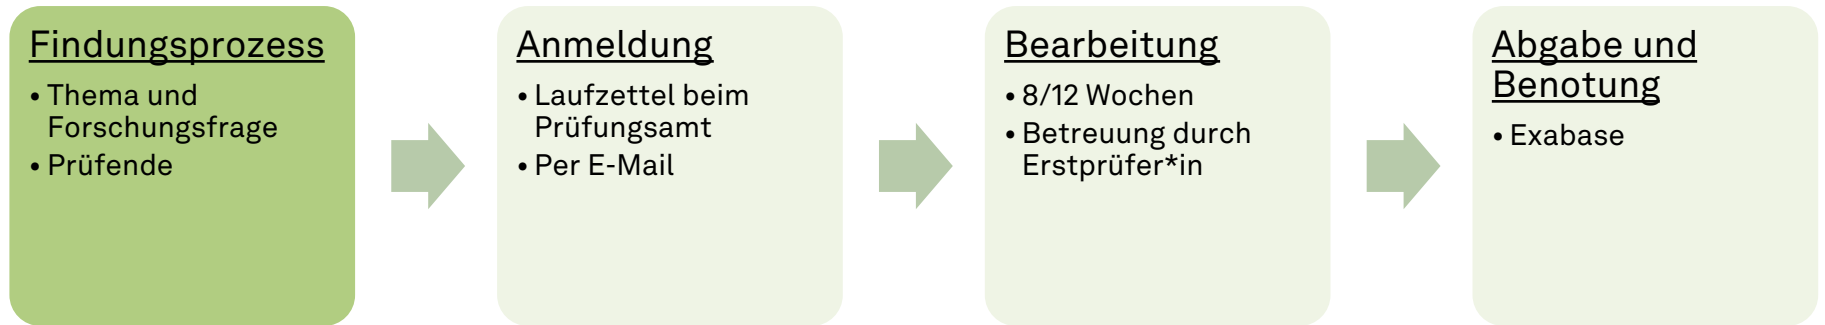 Findungsprozess
• Thema und
Forschungsfrage
• Prüfende
Anmeldung
• Laufzettel beim
Prüfungsamt
• Per E-Mail
Bearbeitung
• 8/12 Wochen
• Betreuung durch
Erstprüfer*in
Abgabe und
Benotung
• Exabase